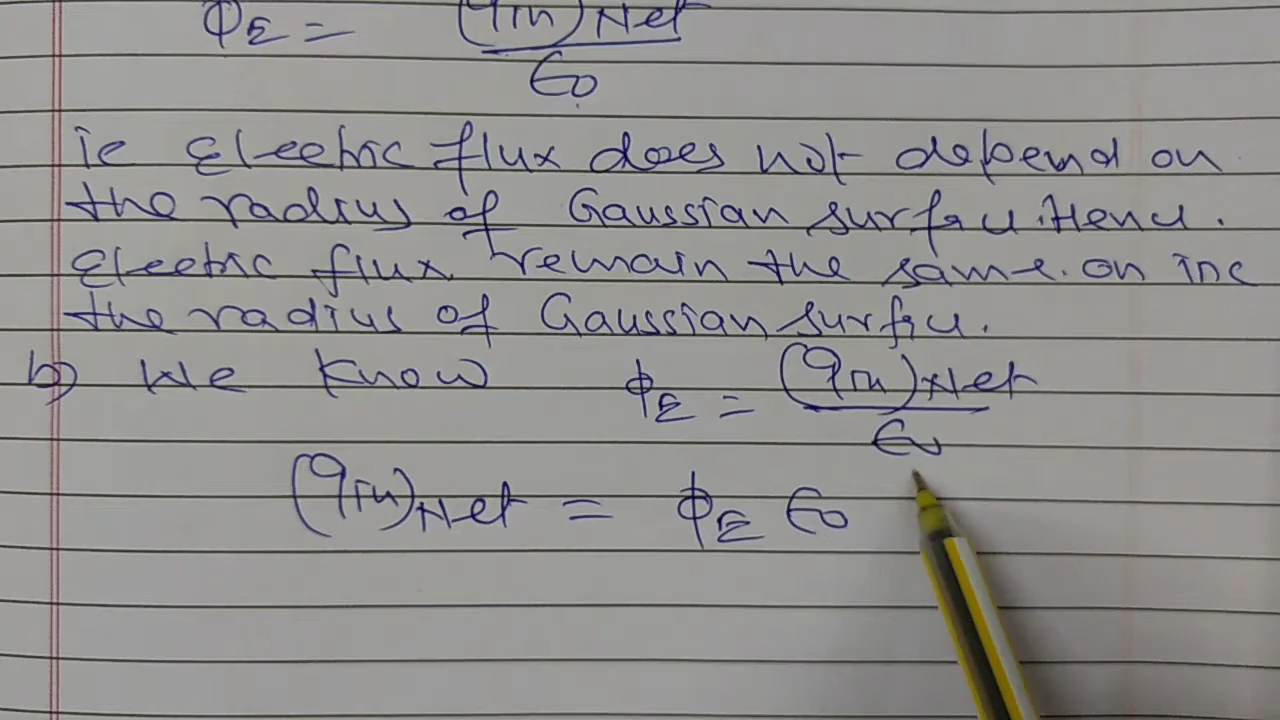 ΦE = (qin)Net / ϵ0
ie Electric flux does not depend on
the radius of Gaussian surface. Hence.
Electric flux remain the same. on inc
the radius of Gaussian surface.
b) We know ϕE = (qin)Net / ϵ0
(qin)Net = ϕE ϵ0